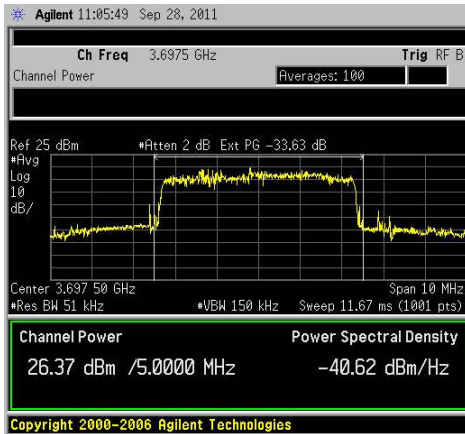 Agilent 11:05:49 Sep 28, 2011
Ch Freq 3.6975 GHz Trig RF B
Channel Power Averages: 100
Ref 25 dBm #Atten 2 dB Ext PG -33.63 dB
#Avg
Log
10
dB/
Center 3.697 50 GHz Span 10 MHz
#Res BW 51 kHz #VBW 150 kHz Sweep 11.67 ms (1001 pts)
Channel Power Power Spectral Density
26.37 dBm /5.0000 MHz -40.62 dBm/Hz
Copyright 2000-2006 Agilent Technologies